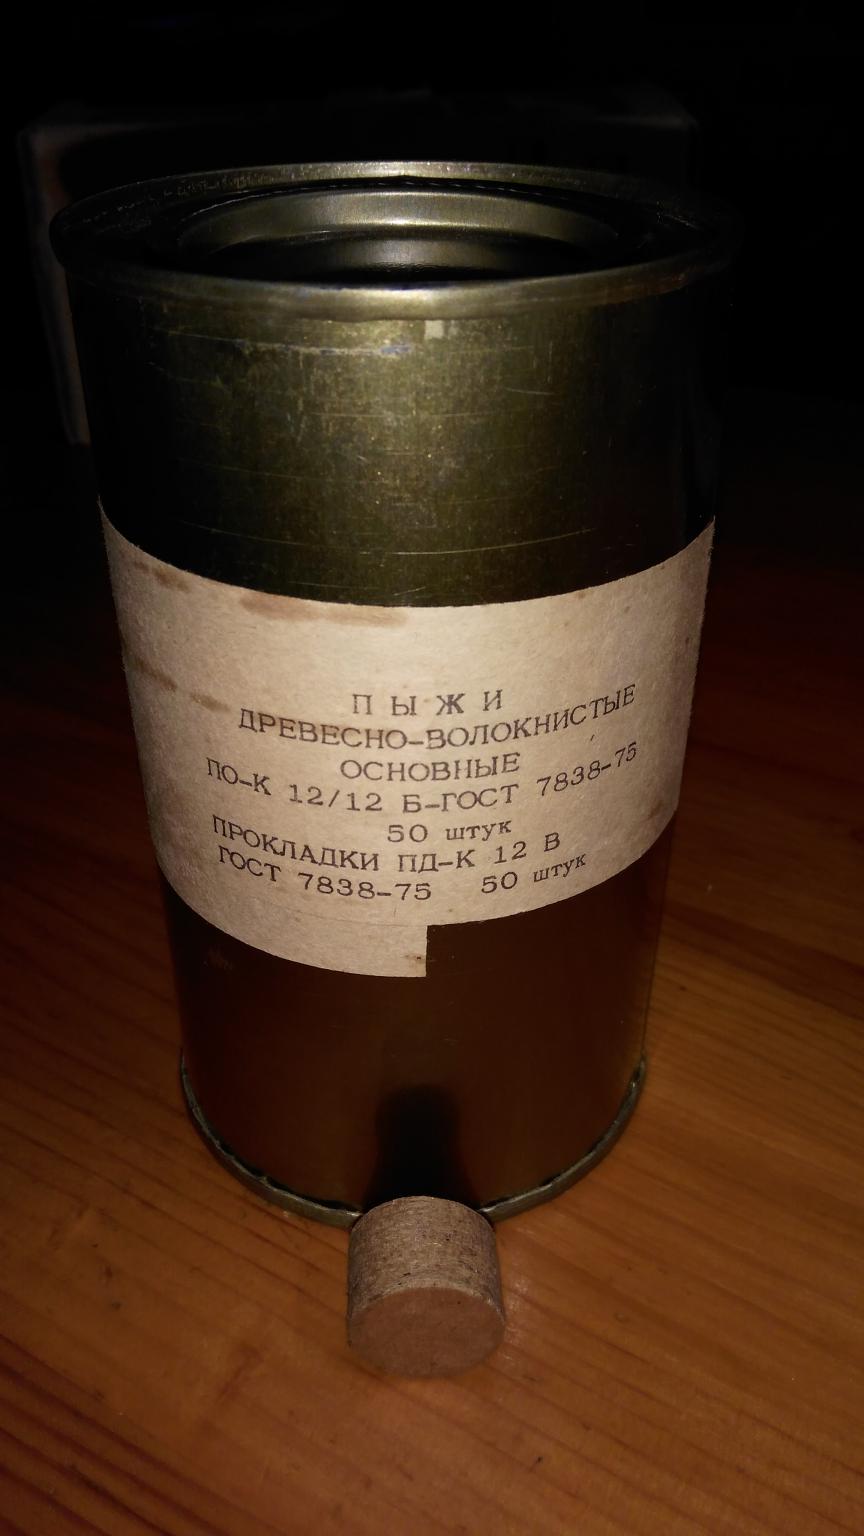 ПЫЖИ
ДРЕВЕСНО-ВОЛОКНИСТЫЕ
ОСНОВНЫЕ
ПО-К 12/12 Б-ГОСТ 7838-75
50 штук
ПРОКЛАДКИ ПД-К 12 В
ГОСТ 7838-75 50 штук